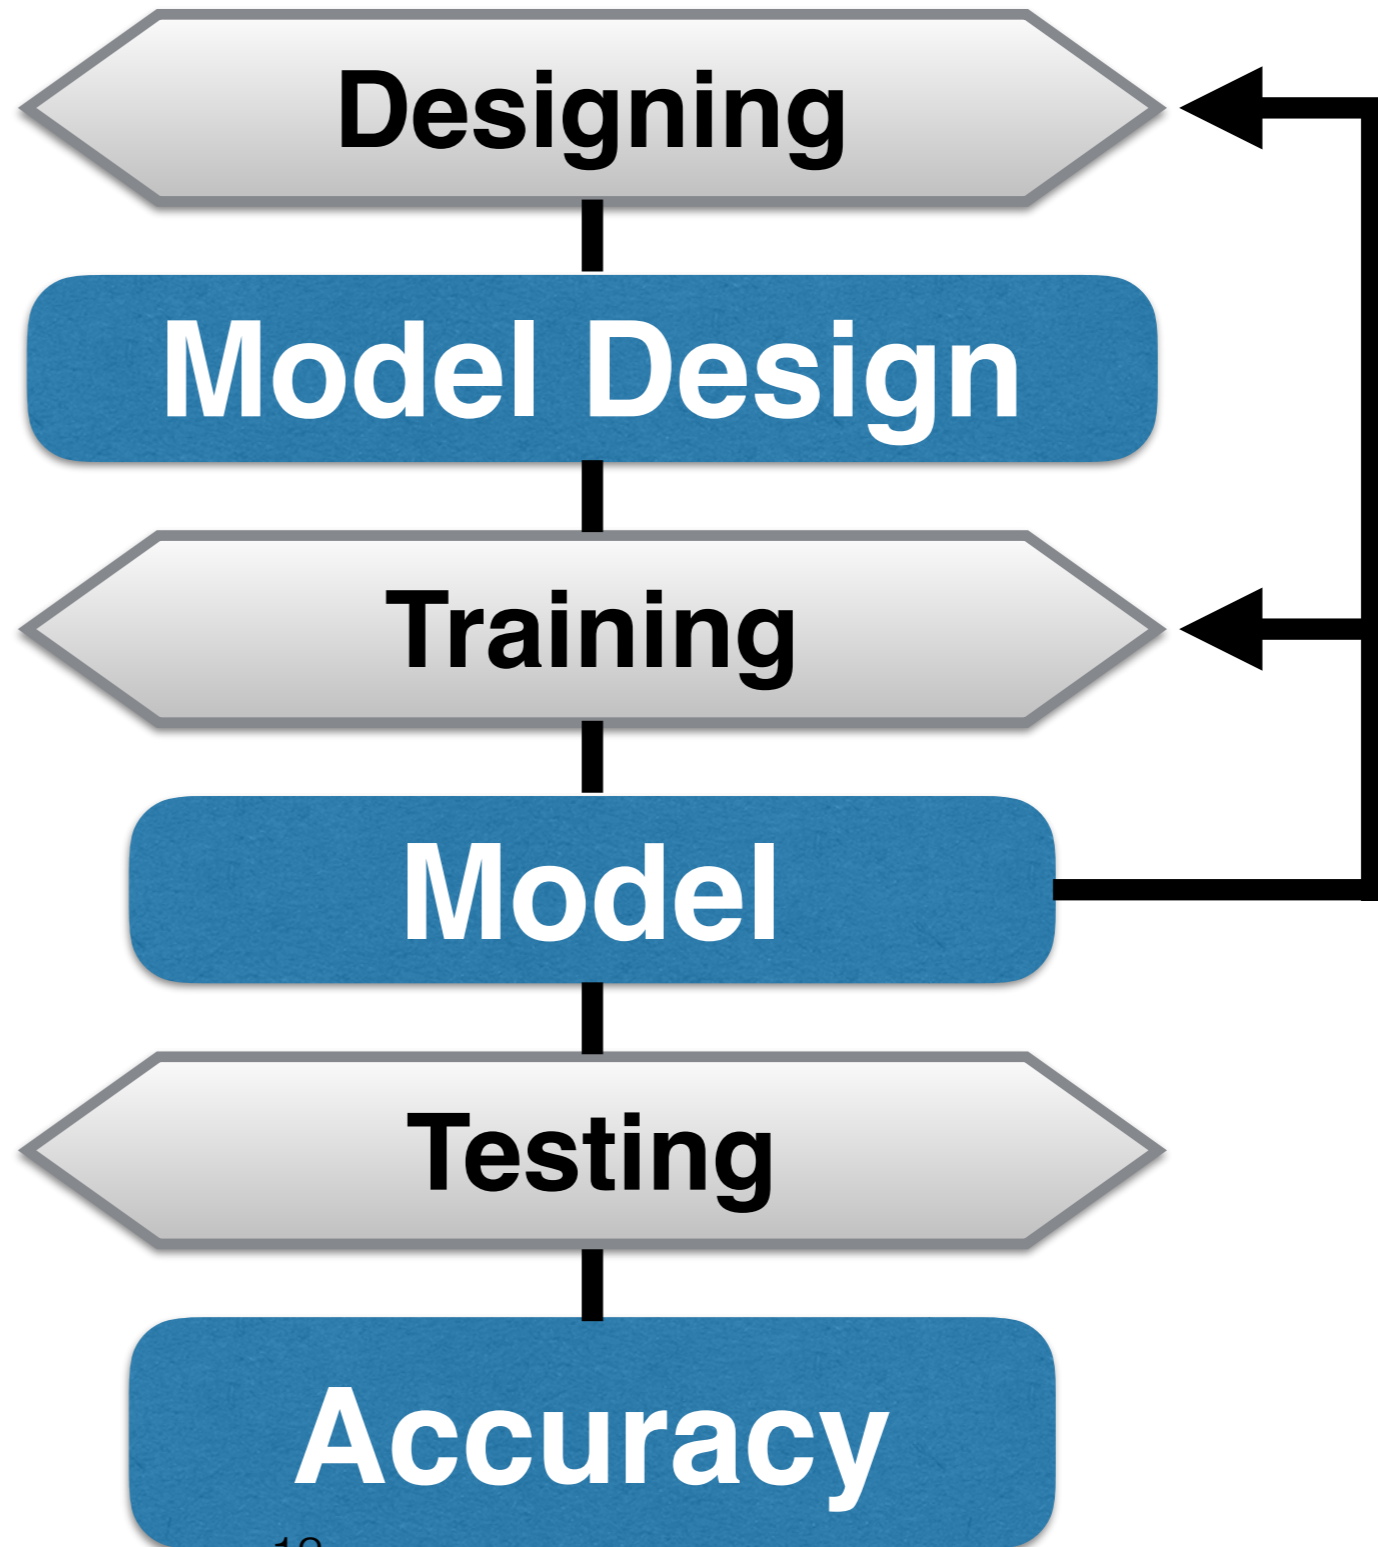 Designing
Model Design
Training
Model
Testing
Accuracy